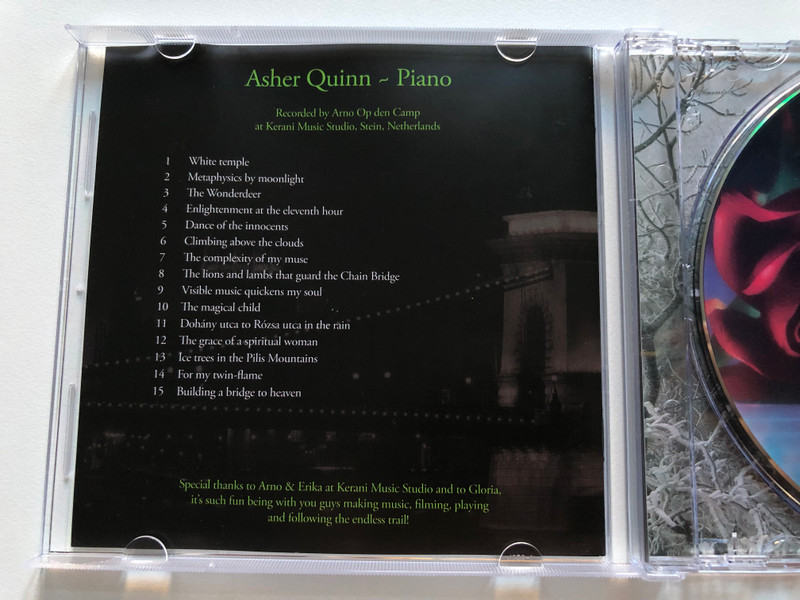 Asher Quinn ~ Piano
Recorded by Arno Op den Camp
at Kerani Music Studio, Stein, Netherlands
1 White temple
2 Metaphysics by moonlight
3 The Wonderdeer
4 Enlightenment at the eleventh hour
5 Dance of the innocents
6 Climbing above the clouds
7 The complexity of my muse
8 The lions and lambs that guard the Chain Bridge
9 Visible music quickens my soul
10 The magical child
11 Dohány utca to Rózsa utca in the rain
12 The grace of a spiritual woman
13 Ice trees in the Pilis Mountains
14 For my twin-flame
15 Building a bridge to heaven
Special thanks to Arno & Erika at Kerani Music Studio and to Gloria,
it's such fun being with you guys making music, filming, playing
and following the endless trail!